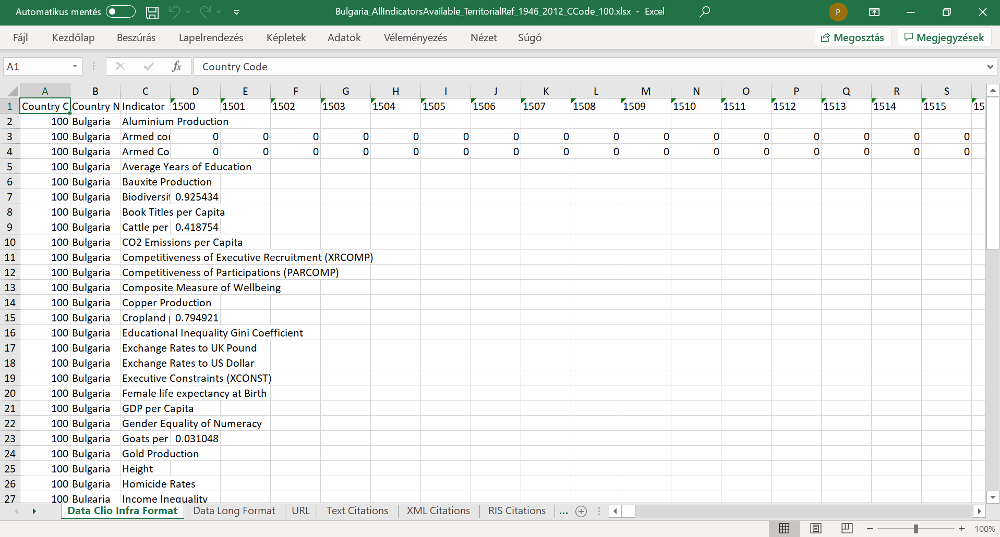 Automatikus mentés Bulgaria_AllIndicatorsAvailable_TerritorialRef_1946_2012_CCode_100.xlsx - Excel P
Fájl Kezdőlap Beszúrás Lapelrendezés Képletek Adatok Véleményezés Nézet Súgó Megosztás Megjegyzések
A1 fx Country Code
A B C D E F G H I J K L M N O P Q R S
1 Country C Country N Indicator 1500 1501 1502 1503 1504 1505 1506 1507 1508 1509 1510 1511 1512 1513 1514 1515 15
2 100 Bulgaria Aluminium Production
3 100 Bulgaria Armed cor 0 0 0 0 0 0 0 0 0 0 0 0 0 0 0 0
4 100 Bulgaria Armed Co 0 0 0 0 0 0 0 0 0 0 0 0 0 0 0 0
5 100 Bulgaria Average Years of Education
6 100 Bulgaria Bauxite Production
7 100 Bulgaria Biodiversit 0.925434
8 100 Bulgaria Book Titles per Capita
9 100 Bulgaria Cattle per 0.418754
10 100 Bulgaria CO2 Emissions per Capita
11 100 Bulgaria Competitiveness of Executive Recruitment (XRCOMP)
12 100 Bulgaria Competitiveness of Participations (PARCOMP)
13 100 Bulgaria Composite Measure of Wellbeing
14 100 Bulgaria Copper Production
15 100 Bulgaria Cropland 0.794921
16 100 Bulgaria Educational Inequality Gini Coefficient
17 100 Bulgaria Exchange Rates to UK Pound
18 100 Bulgaria Exchange Rates to US Dollar
19 100 Bulgaria Executive Constraints (XCONST)
20 100 Bulgaria Female life expectancy at Birth
21 100 Bulgaria GDP per Capita
22 100 Bulgaria Gender Equality of Numeracy
23 100 Bulgaria Goats per 0.031048
24 100 Bulgaria Gold Production
25 100 Bulgaria Height
26 100 Bulgaria Homicide Rates
27 100 Bulgaria Income Inequality
Data Clio Infra Format Data Long Format URL Text Citations XML Citations RIS Citations ...
100%